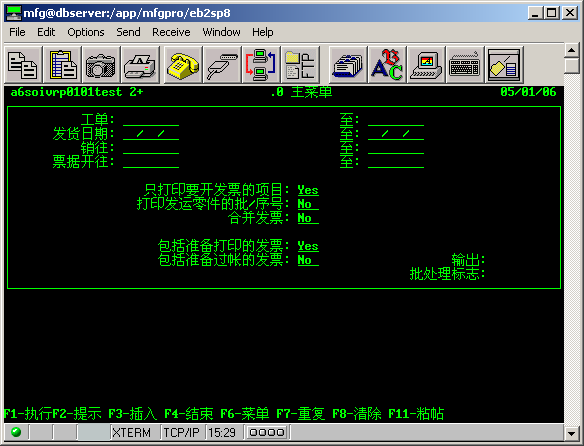 mfg@dbserver:/app/mfgpro/eb2sp8
File Edit Options Send Receive Window Help
a6soivrp0101test 2+ .0 主菜单 05/01/06
工单: 至:
发货日期: / / 至: / /
销往: 至:
票据开往: 至:
只打印要开发票的项目: Yes
打印发运零件的批/序号: No
合并发票: No
包括准备打印的发票: Yes
包括准备过帐的发票: No 输出:
批处理标志:
F1-执行F2-提示 F3-插入 F4-结束 F6-菜单 F7-重复 F8-清除 F11-粘帖
XTERM TCP/IP 15:29